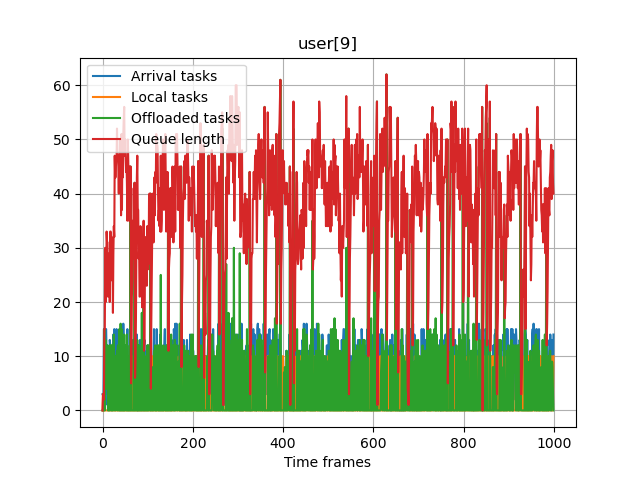 user[9]
Arrival tasks
Local tasks
Offloaded tasks
Queue length
60
50
40
30
20
10
0
0 200 400 600 800 1000
Time frames